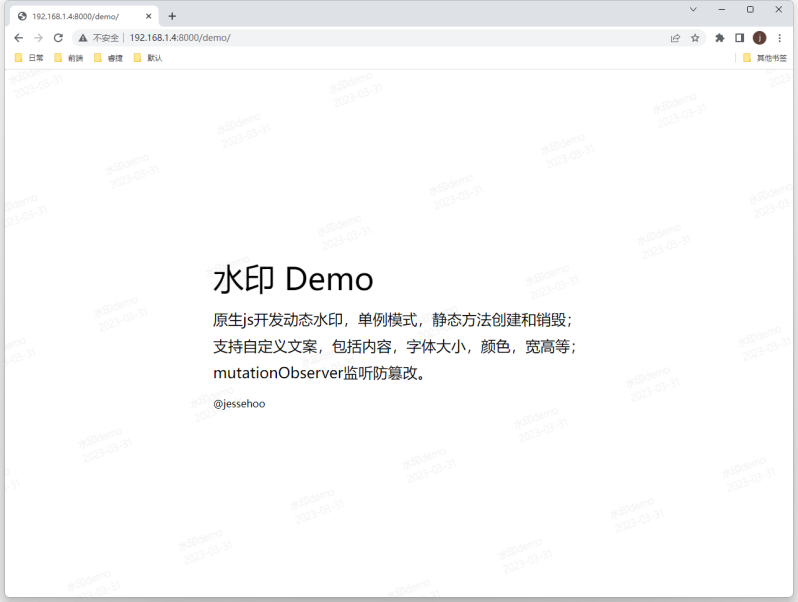 192.168.1.4:8000/demo/
不安全 192.168.1.4:8000/demo/
日常 前端 睿捷 默认 其他书签
水印 Demo
原生js开发动态水印，单例模式，静态方法创建和销毁；
支持自定义文案，包括内容，字体大小，颜色，宽高等；
mutationObserver监听防篡改。
@jessehoo
水印demo
2023-03-31